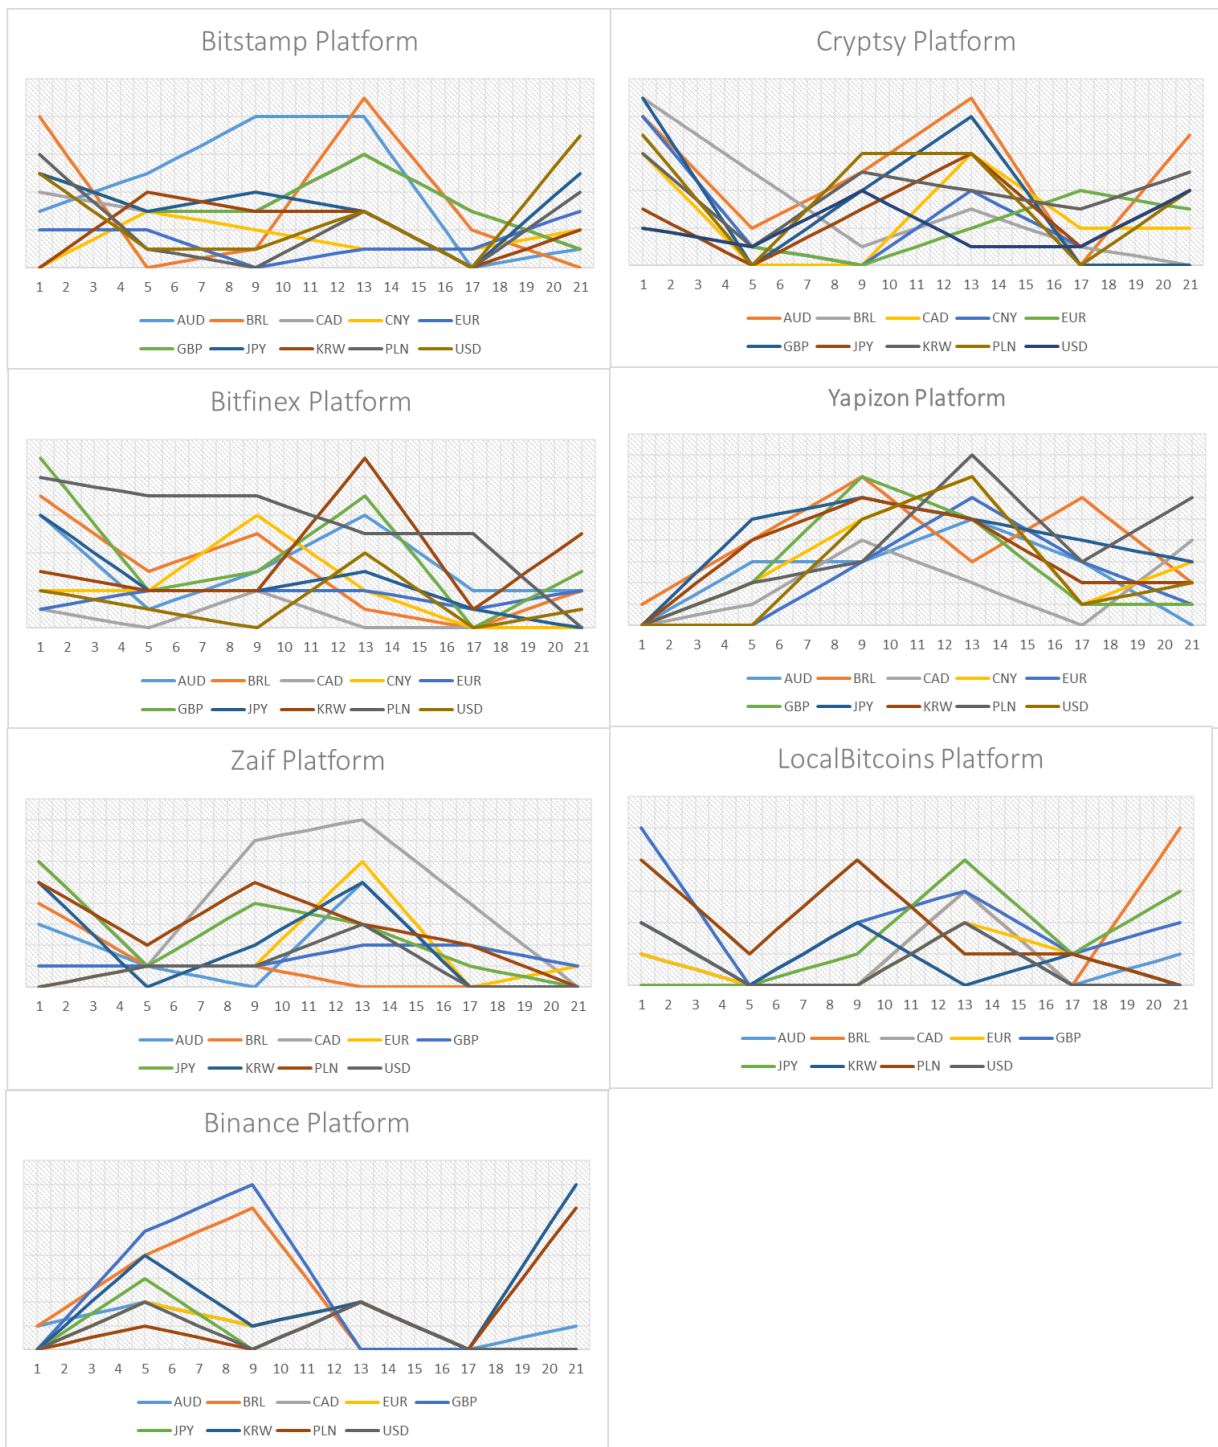 Bitstamp Platform
1 2 3 5 6 7 8 9 10 11 13 14 15 16 17 18 19 20 21
AUD BRL CAD CNY EUR
GBP JPY KRW PLN USD
Cryptsy Platform
1 2 3 4 5 6 7 8 9 10 11 12 13 14 15 16 17 18 19 20 21
AUD BRL CAD CNY EUR
GBP JPY KRW PLN USD
Bitfinex Platform
1 2 3 4 5 6 7 8 9 10 11 12 13 14 15 16 17 18 19 20 21
AUD BRL CAD CNY EUR
GBP JPY KRW PLN USD
Yapizon Platform
1 2 3 4 5 6 7 8 9 10 11 12 13 14 15 16 17 18 19 20 21
AUD BRL CAD CNY EUR
GBP JPY KRW PLN USD
Zaif Platform
1 2 3 4 5 6 7 8 9 10 11 12 13 14 15 16 17 18 19 20 21
AUD BRL CAD EUR GBP
JPY KRW PLN USD
LocalBitcoins Platform
1 2 3 4 5 6 7 8 9 10 11 12 13 14 15 16 17 18 19 20 21
AUD BRL CAD EUR GBP
JPY KRW PLN USD
Binance Platform
1 2 3 4 5 6 7 8 9 10 11 12 13 14 15 16 17 18 19 20 21
AUD BRL CAD EUR GBP
JPY KRW PLN USD